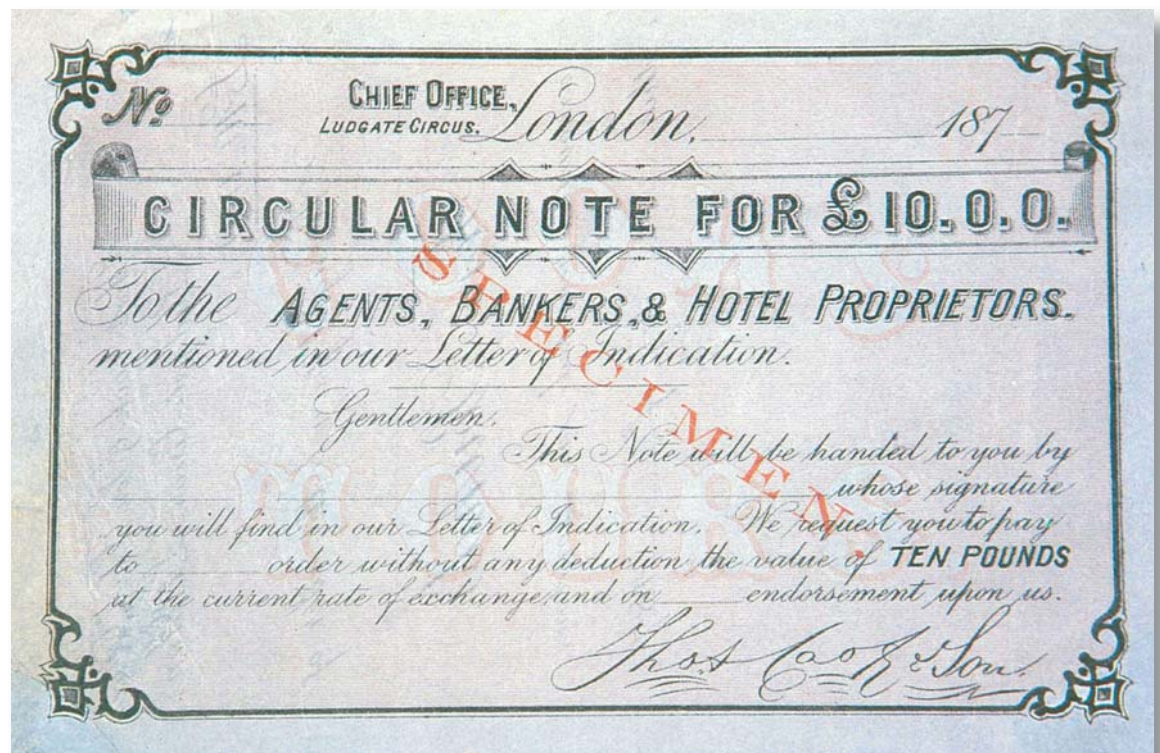 No
CHIEF OFFICE,
LUDGATE CIRCUS. London, 187
CIRCULAR NOTE FOR £10.0.0.
To the AGENTS, BANKERS, & HOTEL PROPRIETORS.
mentioned in our Letter of Indication.
Gentlemen.
This Note will be handed to you by
whose signature
you will find in our Letter of Indication. We request you to pay
to order without any deduction the value of TEN POUNDS
at the current rate of exchange, and on endorsement upon us.
Thos Cook & Son.
SPECIMEN.
COOK'S
TOURS